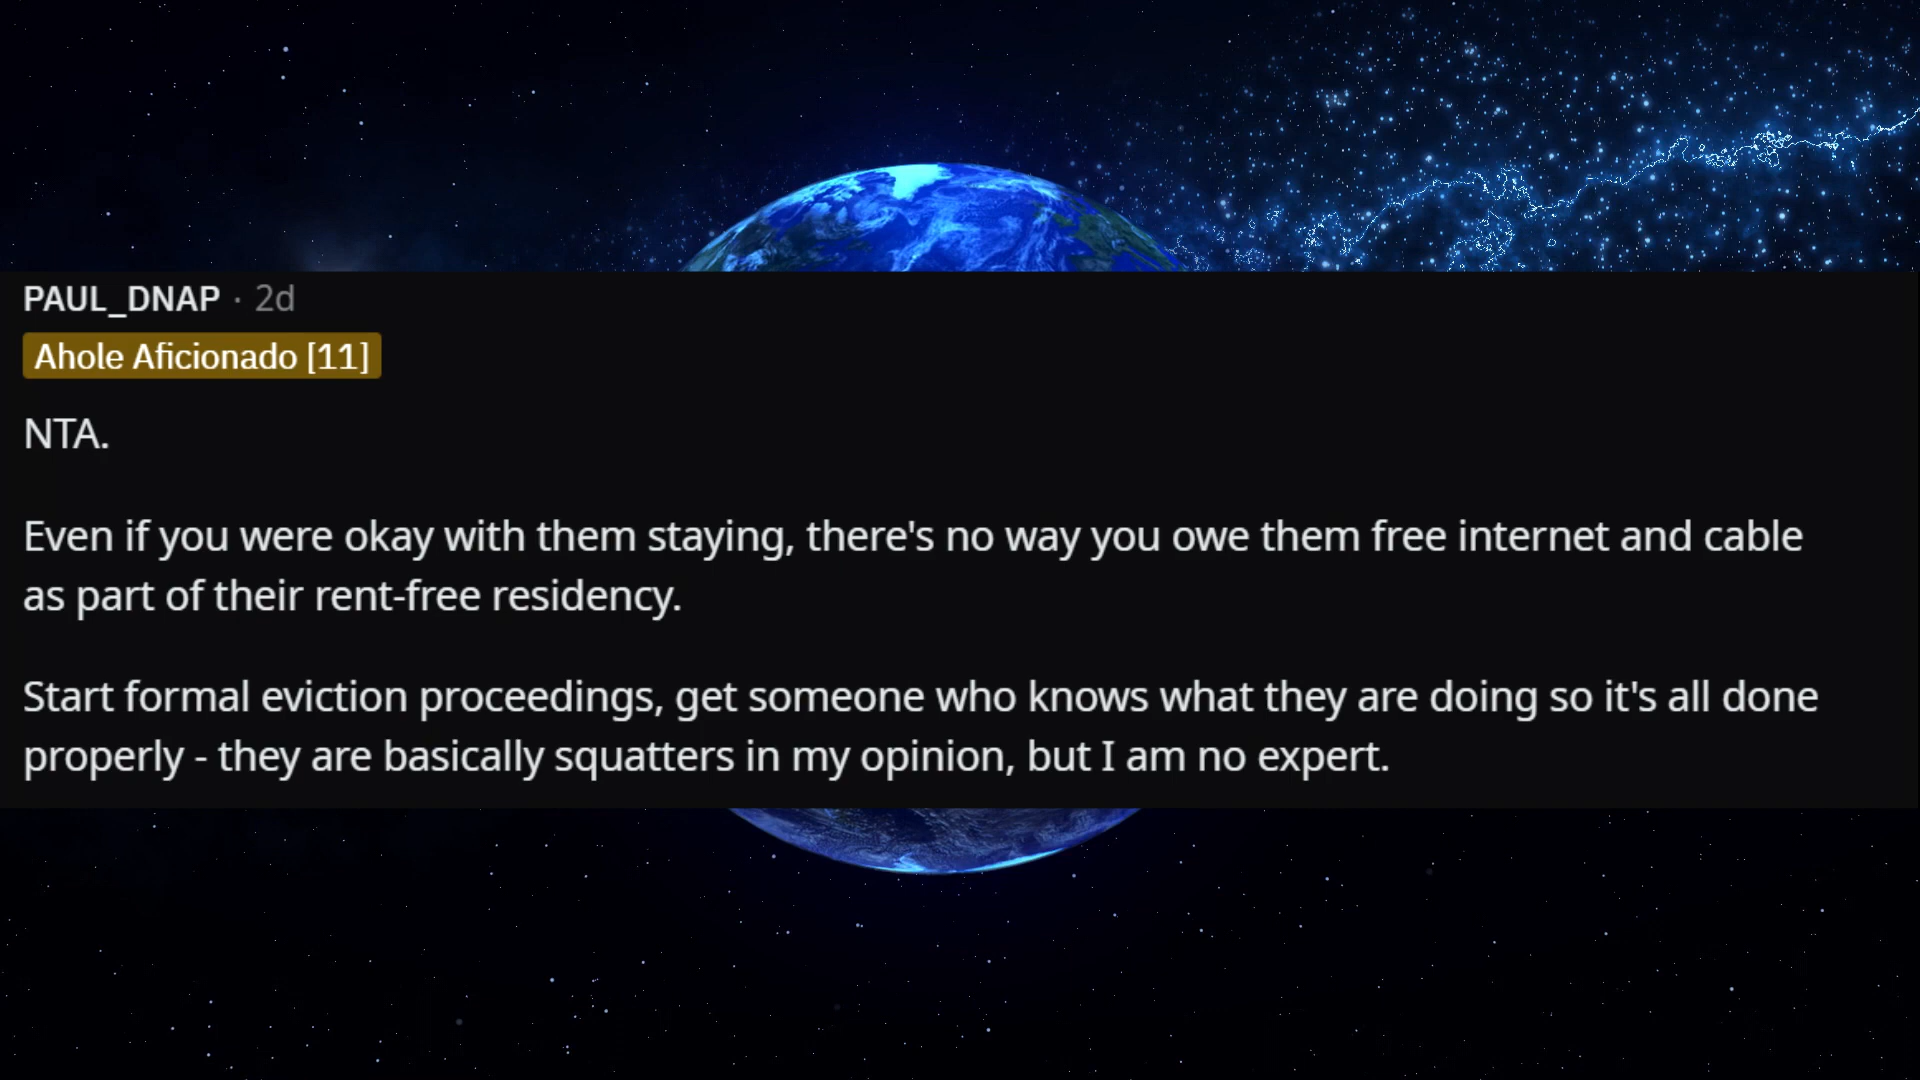 PAUL_DNAP · 2d
Ahole Aficionado [11]
NTA.
Even if you were okay with them staying, there's no way you owe them free internet and cable
as part of their rent-free residency.
Start formal eviction proceedings, get someone who knows what they are doing so it's all done
properly - they are basically squatters in my opinion, but I am no expert.